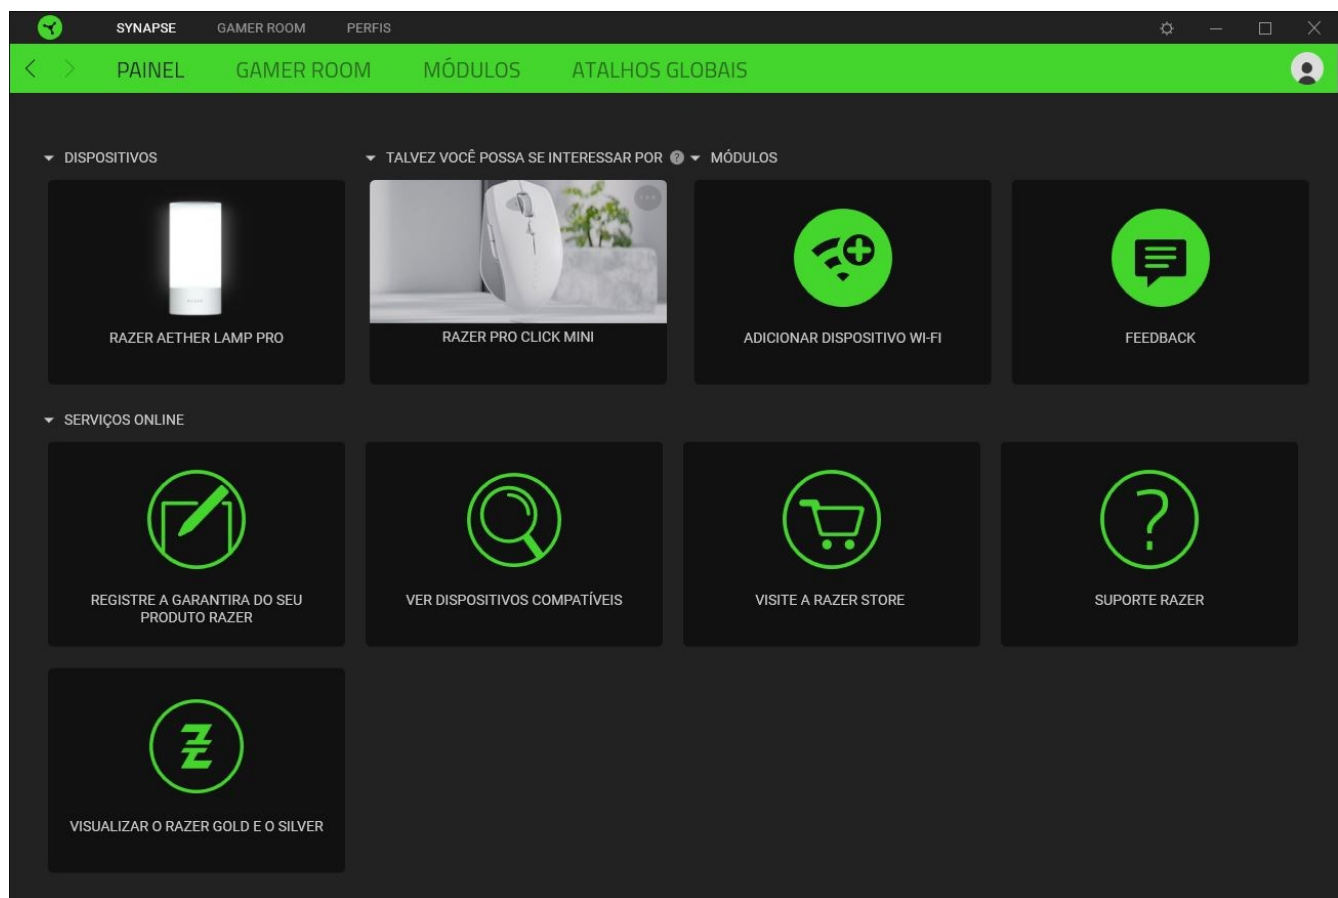 SYNAPSE GAMER ROOM PERFIS
PAINEL GAMER ROOM MÓDULOS ATALHOS GLOBAIS
DISPOSITIVOS
TALVEZ VOCÊ POSSA SE INTERESSAR POR ?
MÓDULOS
RAZER AETHER LAMP PRO
RAZER PRO CLICK MINI
ADICIONAR DISPOSITIVO WI-FI
FEEDBACK
SERVIÇOS ONLINE
REGISTRE A GARANTIRA DO SEU
PRODUTO RAZER
VER DISPOSITIVOS COMPATÍVEIS
VISITE A RAZER STORE
SUPORTE RAZER
VISUALIZAR O RAZER GOLD E O SILVER